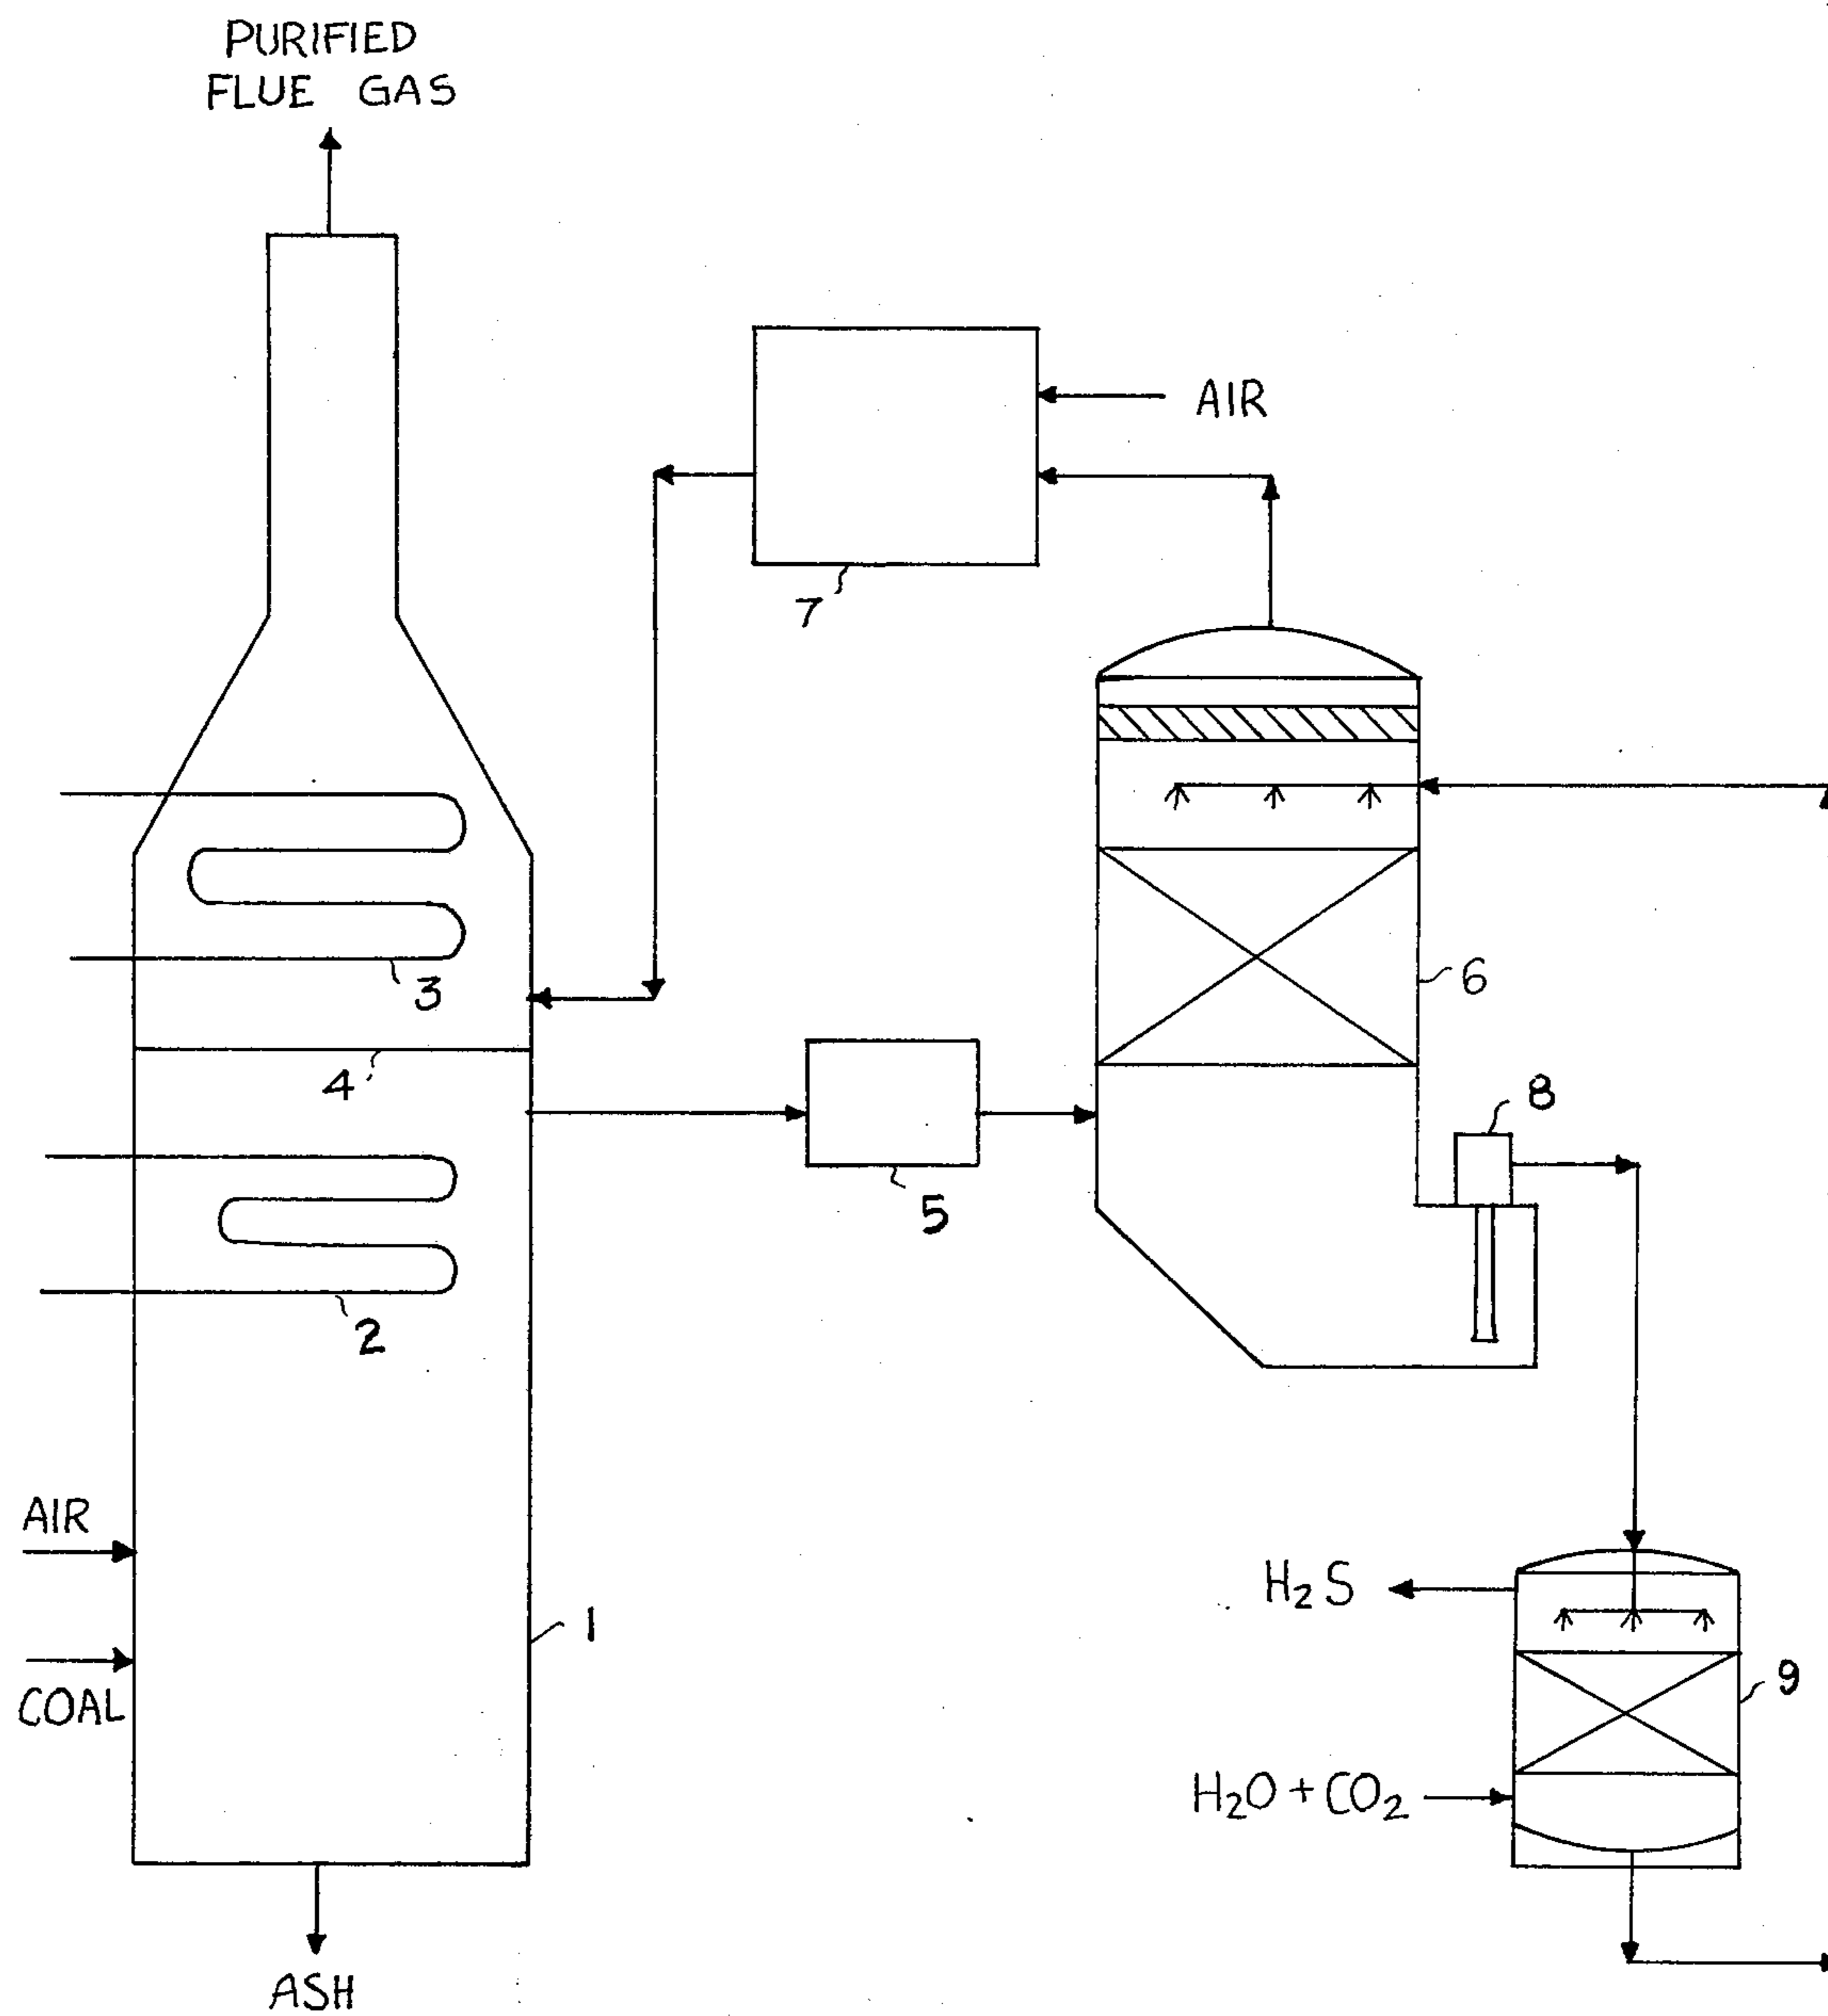 PURIFIED
FLUE GAS
AIR
7
6
3
4
8
5
2
AIR
H₂S
1
COAL
9
H₂O + CO₂
ASH